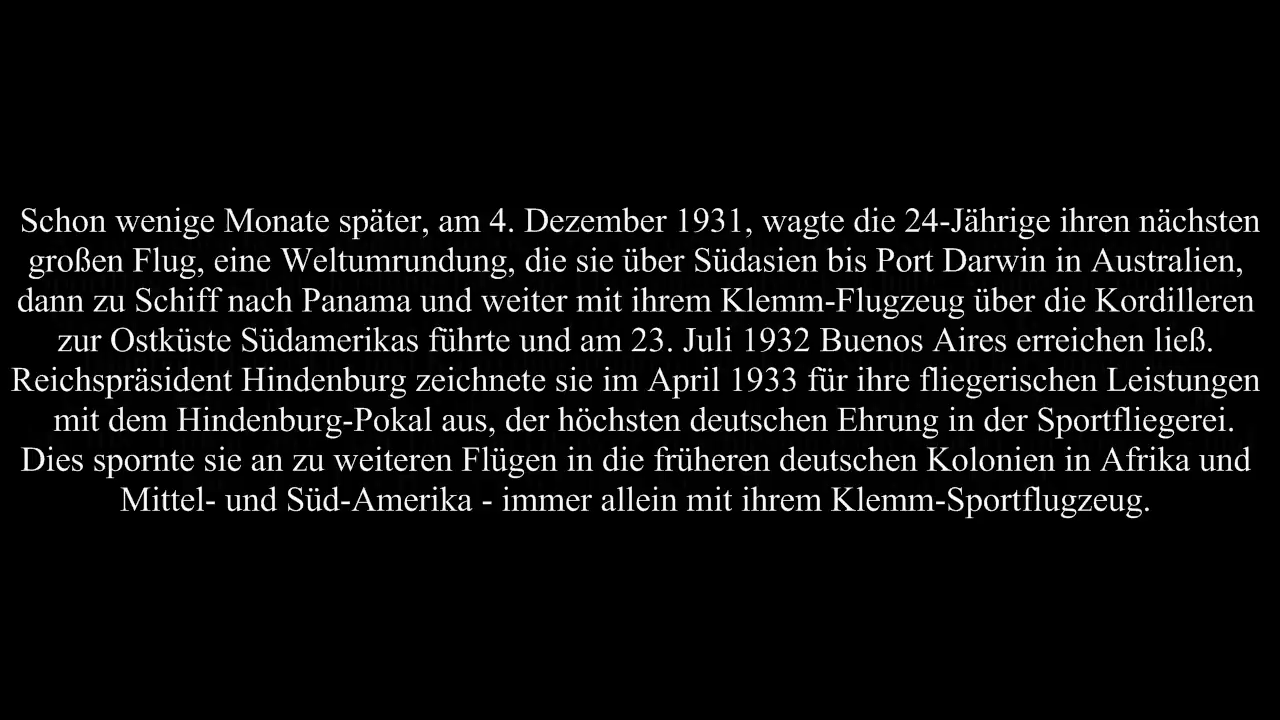 Schon wenige Monate später, am 4. Dezember 1931, wagte die 24-Jährige ihren nächsten
großen Flug, eine Weltumrundung, die sie über Südasien bis Port Darwin in Australien,
dann zu Schiff nach Panama und weiter mit ihrem Klemm-Flugzeug über die Kordilleren
zur Ostküste Südamerikas führte und am 23. Juli 1932 Buenos Aires erreichen ließ.
Reichspräsident Hindenburg zeichnete sie im April 1933 für ihre fliegerischen Leistungen
mit dem Hindenburg-Pokal aus, der höchsten deutschen Ehrung in der Sportfliegerei.
Dies spornte sie an zu weiteren Flügen in die früheren deutschen Kolonien in Afrika und
Mittel- und Süd-Amerika - immer allein mit ihrem Klemm-Sportflugzeug.